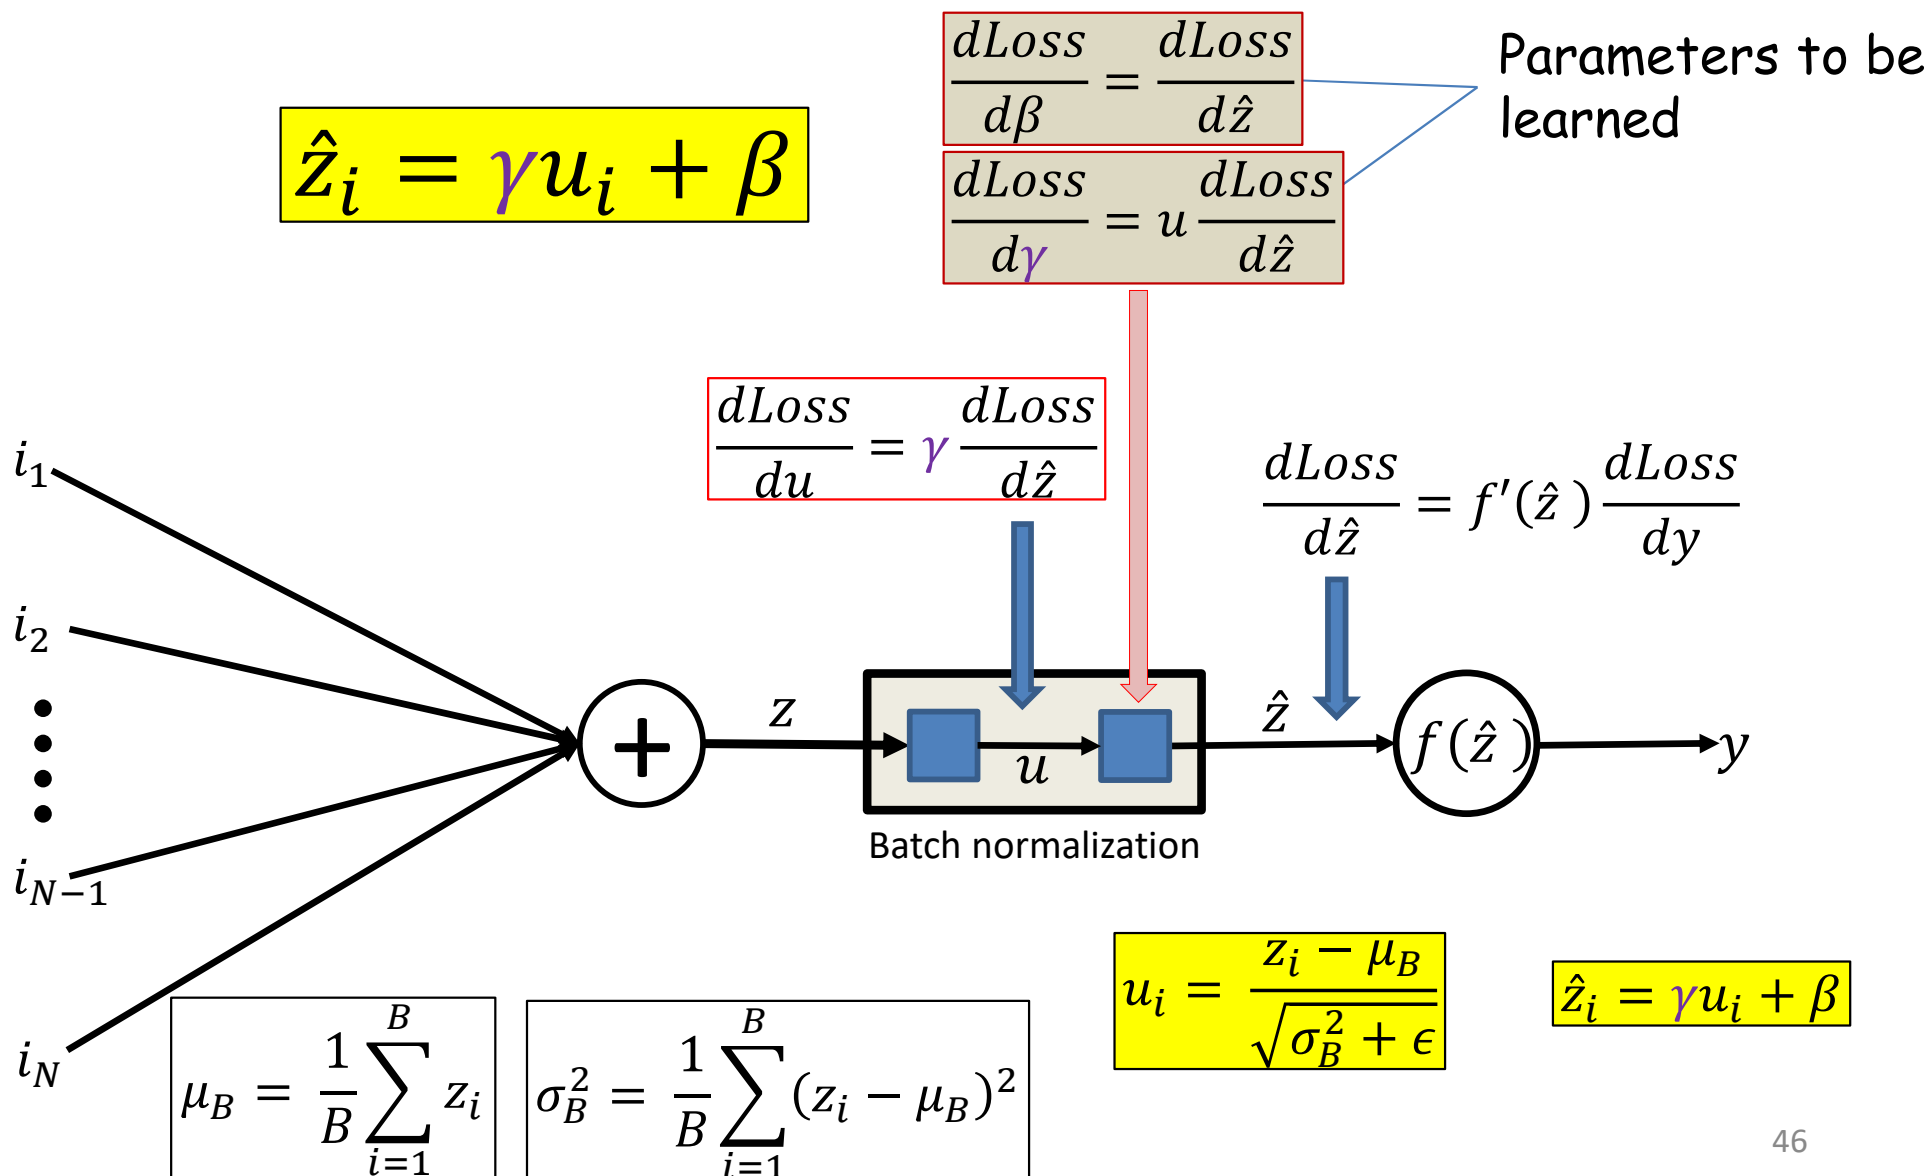 dLoss/dβ = dLoss/dẑ
Parameters to be
learned
ẑ_i = γu_i + β
dLoss/dγ = u dLoss/dẑ
dLoss/du = γ dLoss/dẑ
dLoss/dẑ = f′(ẑ) dLoss/dy
i_1
i_2
z
u
ẑ
+
f(ẑ)
y
Batch normalization
i_{N−1}
i_N
μ_B = 1/B ∑_{i=1}^{B} z_i
σ_B^2 = 1/B ∑_{i=1}^{B} (z_i − μ_B)^2
u_i = (z_i − μ_B)/√(σ_B^2 + ϵ)
ẑ_i = γu_i + β
46